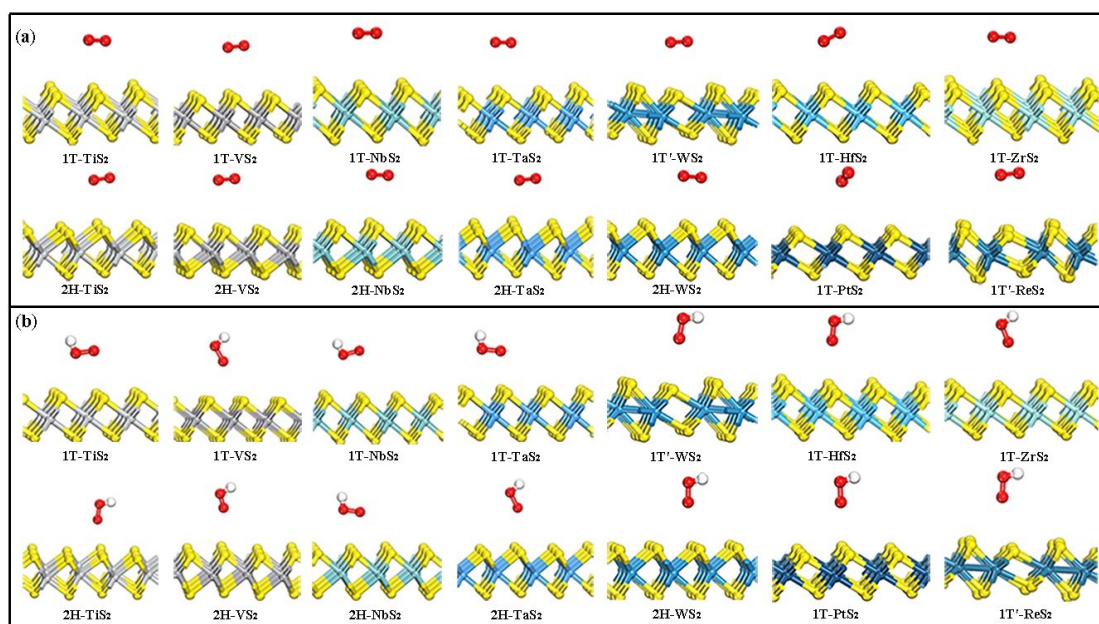 (a)
1T-TiS₂ 1T-VS₂ 1T-NbS₂ 1T-TaS₂ 1T′-WS₂ 1T-HfS₂ 1T-ZrS₂
2H-TiS₂ 2H-VS₂ 2H-NbS₂ 2H-TaS₂ 2H-WS₂ 1T-PtS₂ 1T′-ReS₂
(b)
1T-TiS₂ 1T-VS₂ 1T-NbS₂ 1T-TaS₂ 1T′-WS₂ 1T-HfS₂ 1T-ZrS₂
2H-TiS₂ 2H-VS₂ 2H-NbS₂ 2H-TaS₂ 2H-WS₂ 1T-PtS₂ 1T′-ReS₂